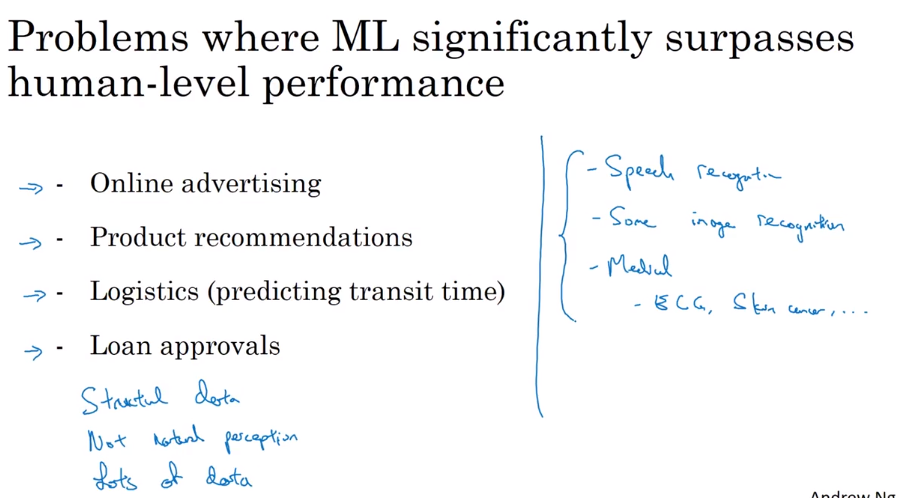 Problems where ML significantly surpasses
human-level performance
→ - Online advertising
→ - Product recommendations
→ - Logistics (predicting transit time)
→ - Loan approvals
Structured data
Not natural perception
Lots of data
- Speech recognition
- Some image recognition
- Medical
- ECG, Skin cancer, ...
Andrew Ng